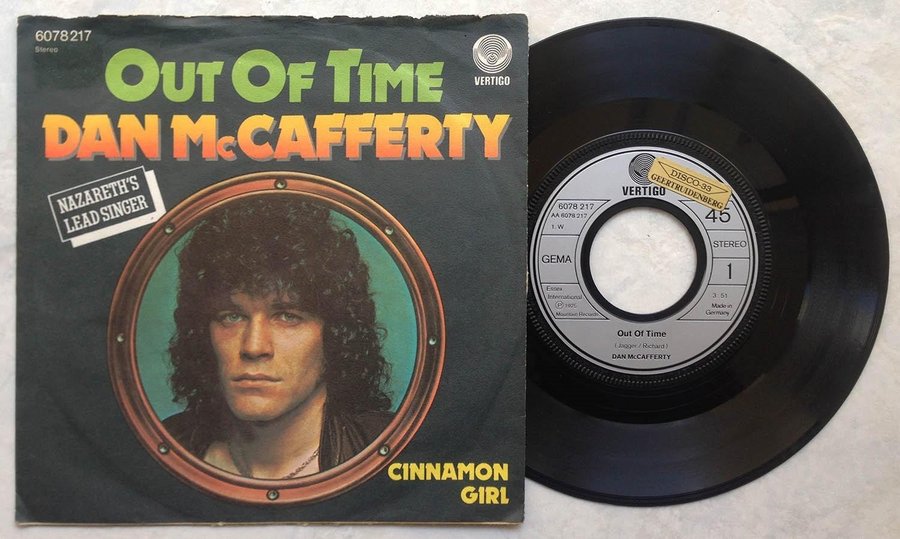 6078 217
Stereo
VERTIGO
OUT OF TIME
DAN McCAFFERTY
NAZARETH'S
LEAD SINGER
CINNAMON
GIRL
VERTIGO
DISCO-33
GEERTRUIDENBERG
6078 217
AA 6078 217
1 W
45
GEMA
STEREO
1
Essex
International
Ⓟ 1975
Mountain Records
3:51
Made in
Germany
Out Of Time
(Jagger / Richard)
DAN McCAFFERTY